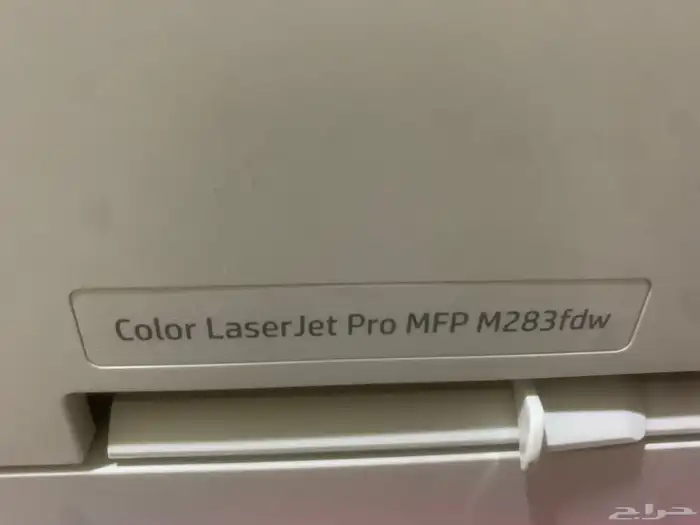 Color LaserJet Pro MFP M283fdw
حراج